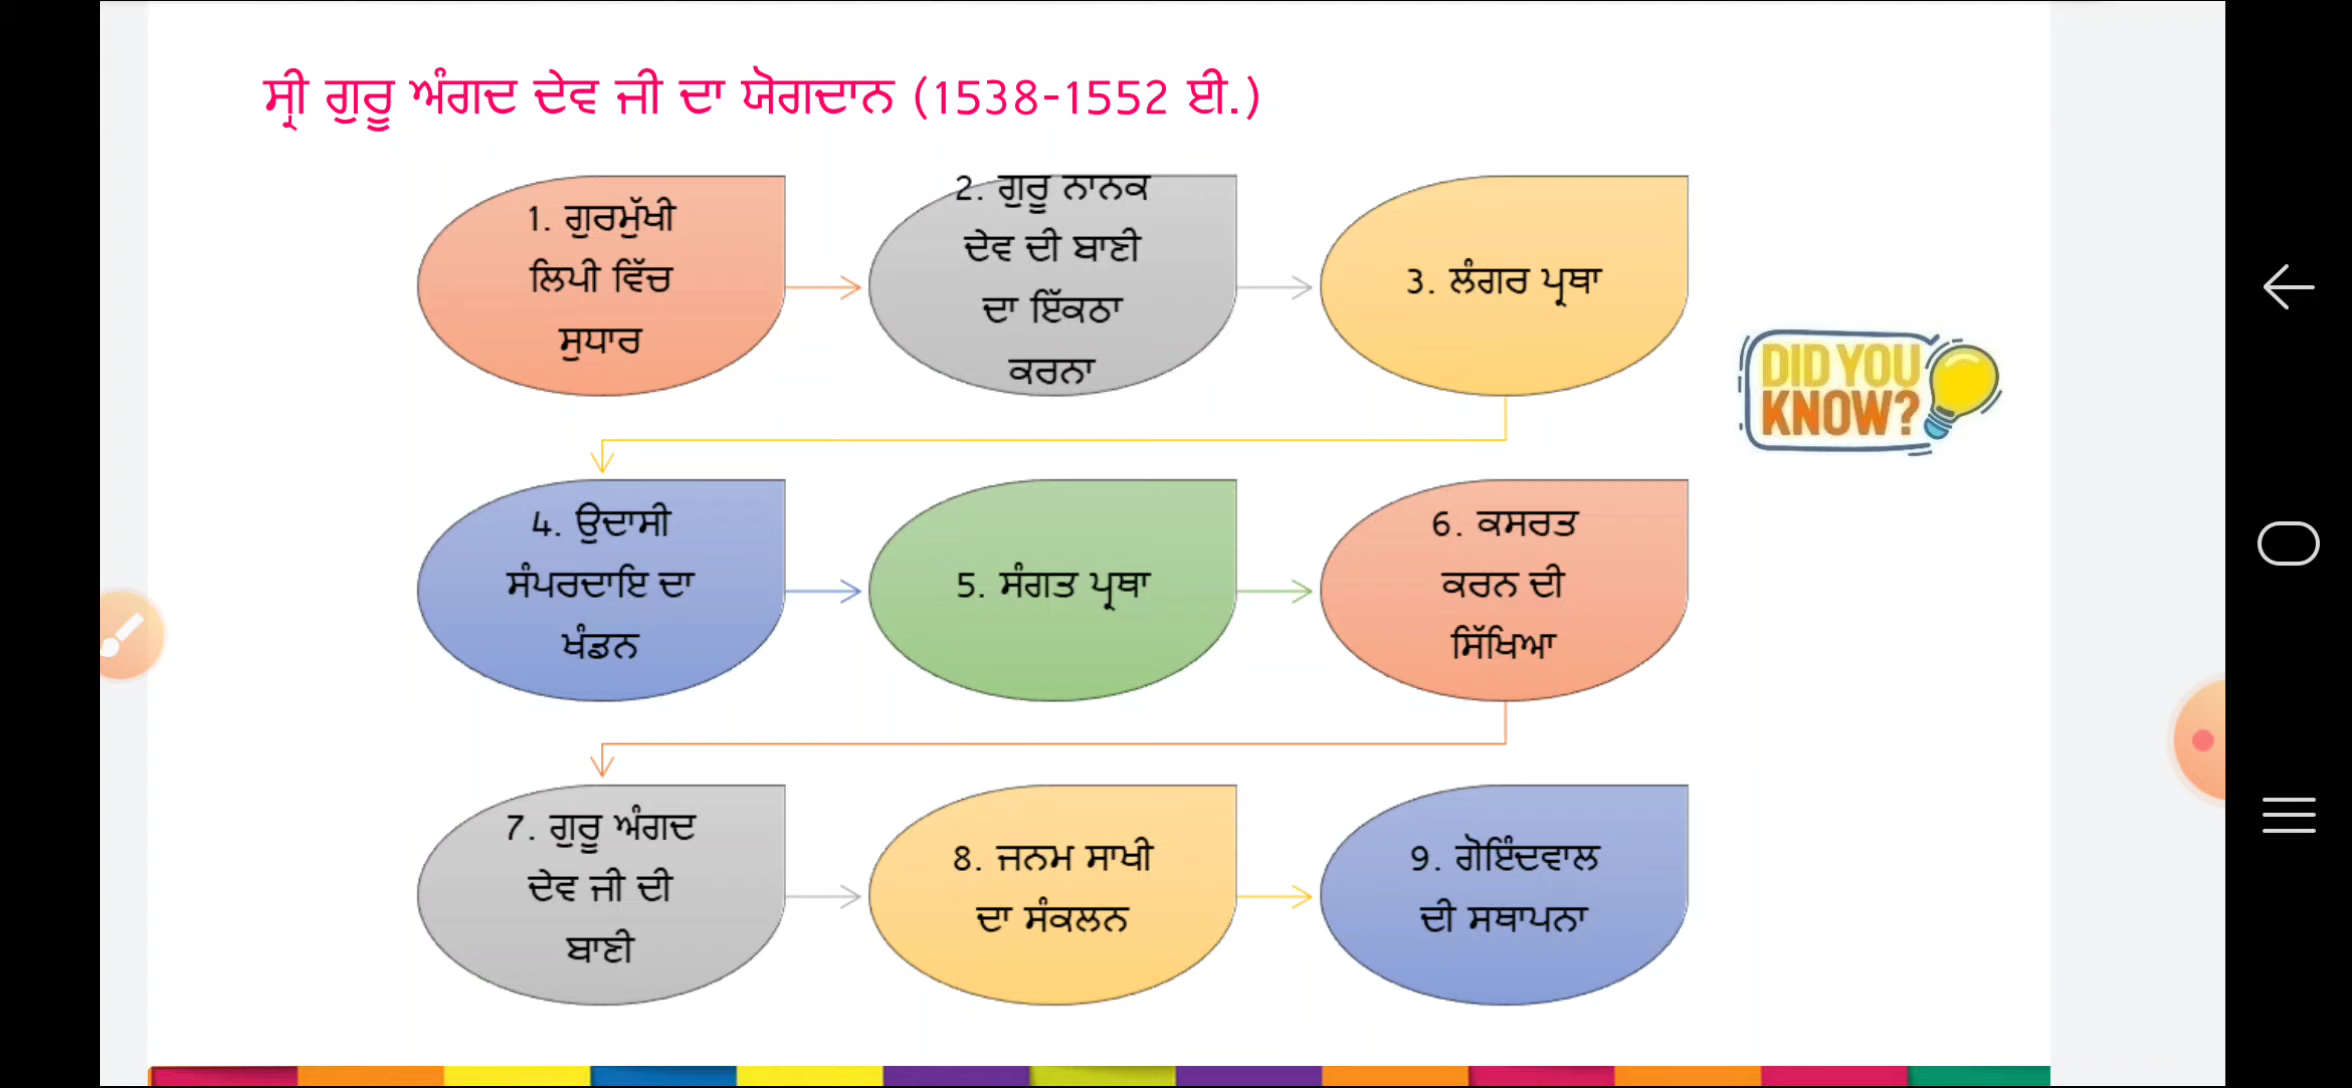 ਸ੍ਰੀ ਗੁਰੂ ਅੰਗਦ ਦੇਵ ਜੀ ਦਾ ਯੋਗਦਾਨ (1538-1552 ਈ.)
1. ਗੁਰਮੁੱਖੀ
ਲਿਪੀ ਵਿੱਚ
ਸੁਧਾਰ
2. ਗੁਰੂ ਨਾਨਕ
ਦੇਵ ਦੀ ਬਾਣੀ
ਦਾ ਇੱਕਠਾ
ਕਰਨਾ
3. ਲੰਗਰ ਪ੍ਰਥਾ
DID YOU
KNOW?
4. ਉਦਾਸੀ
ਸੰਪਰਦਾਇ ਦਾ
ਖੰਡਨ
5. ਸੰਗਤ ਪ੍ਰਥਾ
6. ਕਸਰਤ
ਕਰਨ ਦੀ
ਸਿੱਖਿਆ
7. ਗੁਰੂ ਅੰਗਦ
ਦੇਵ ਜੀ ਦੀ
ਬਾਣੀ
8. ਜਨਮ ਸਾਖੀ
ਦਾ ਸੰਕਲਨ
9. ਗੋਇੰਦਵਾਲ
ਦੀ ਸਥਾਪਨਾ